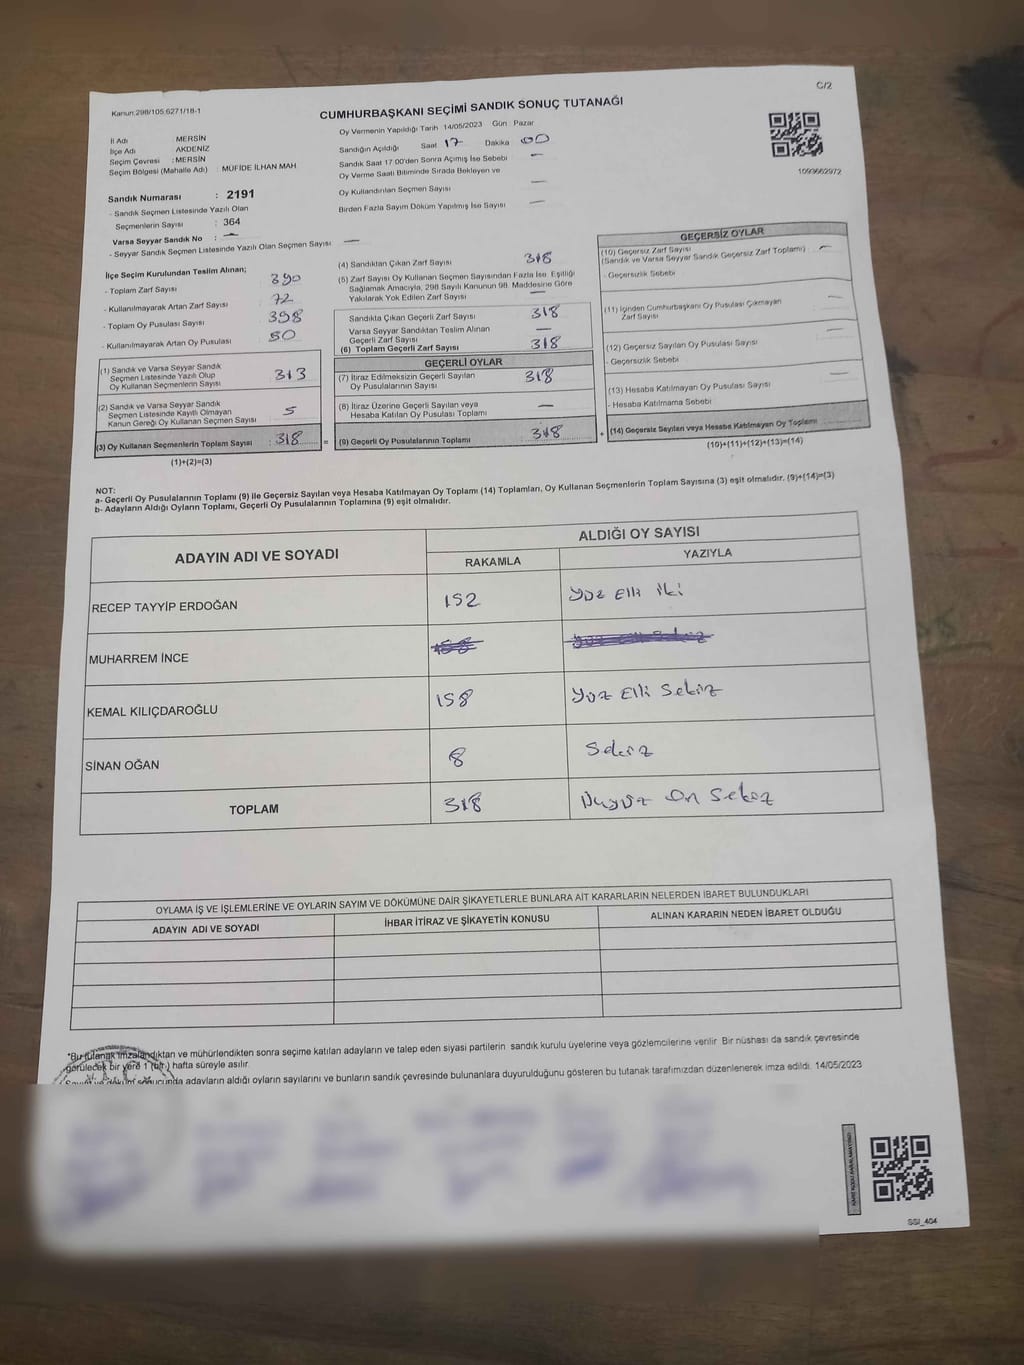 C/2
Kanun:298/105,6271/18-1
CUMHURBAŞKANI SEÇİMİ SANDIK SONUÇ TUTANAĞI
İl Adı MERSİN
İlçe Adı AKDENİZ
Seçim Çevresi : MERSİN
Seçim Bölgesi (Mahalle Adı) : MÜFİDE İLHAN MAH
Oy Vermenin Yapıldığı Tarih 14/05/2023 Gün Pazar
Sandığın Açıldığı Saat 17 Dakika 00
Sandık Saat 17:00'den Sonra Açımış İse Sebebi —
Oy Verme Saati Bitiminde Sırada Bekleyen ve
Oy Kullandırılan Seçmen Sayısı —
Birden Fazla Sayım Döküm Yapılmış İse Sayısı —
1093662972
Sandık Numarası : 2191
- Sandık Seçmen Listesinde Yazılı Olan
Seçmenlerin Sayısı : 364
Varsa Seyyar Sandık No : —
- Seyyar Sandık Seçmen Listesinde Yazılı Olan Seçmen Sayısı —
İlçe Seçim Kurulundan Teslim Alınan;
- Toplam Zarf Sayısı 390
- Kullanılmayarak Artan Zarf Sayısı 72
- Toplam Oy Pusulası Sayısı 398
- Kullanılmayarak Artan Oy Pusulası 80
(1) Sandık ve Varsa Seyyar Sandık
Seçmen Listesinde Yazılı Olup
Oy Kullanan Seçmenlerin Sayısı 313
(2) Sandık ve Varsa Seyyar Sandık
Seçmen Listesinde Kayıtlı Olmayan
Kanun Gereği Oy Kullanan Seçmen Sayısı 5
(3) Oy Kullanan Seçmenlerin Toplam Sayısı : 318 =
(1)+(2)=(3)
(4) Sandıktan Çıkan Zarf Sayısı 318
(5) Zarf Sayısı Oy Kullanan Seçmen Sayısından Fazla İse, Eşitliği
Sağlamak Amacıyla, 298 Sayılı Kanunun 98. Maddesine Göre
Yakılarak Yok Edilen Zarf Sayısı —
Sandıkta Çıkan Geçerli Zarf Sayısı 318
Varsa Seyyar Sandıktan Teslim Alınan
Geçerli Zarf Sayısı —
(6) Toplam Geçerli Zarf Sayısı 318
GEÇERLİ OYLAR
(7) İtiraz Edilmeksizin Geçerli Sayılan
Oy Pusulalarının Sayısı 318
(8) İtiraz Üzerine Geçerli Sayılan veya
Hesaba Katılan Oy Pusulası Toplamı —
(9) Geçerli Oy Pusulalarının Toplamı 318 +
GEÇERSİZ OYLAR
(10) Geçersiz Zarf Sayısı —
(Sandık ve Varsa Seyyar Sandık Geçersiz Zarf Toplamı)
- Geçersizlik Sebebi
(11) İçinden Cumhurbaşkanı Oy Pusulası Çıkmayan
Zarf Sayısı —
(12) Geçersiz Sayılan Oy Pusulası Sayısı —
- Geçersizlik Sebebi
(13) Hesaba Katılmayan Oy Pusulası Sayısı —
- Hesaba Katılmama Sebebi
(14) Geçersiz Sayılan veya Hesaba Katılmayan Oy Toplamı
(10)+(11)+(12)+(13)=(14)
NOT:
a- Geçerli Oy Pusulalarının Toplamı (9) ile Geçersiz Sayılan veya Hesaba Katılmayan Oy Toplamı (14) Toplamları, Oy Kullanan Seçmenlerin Toplam Sayısına (3) eşit olmalıdır. (9)+(14)=(3)
b- Adayların Aldığı Oyların Toplamı, Geçerli Oy Pusulalarının Toplamına (9) eşit olmalıdır.
ADAYIN ADI VE SOYADI ALDIĞI OY SAYISI
RAKAMLA YAZIYLA
RECEP TAYYİP ERDOĞAN 152 Yüz Elli iki
MUHARREM İNCE 158 Yüz Elli Sekiz
KEMAL KILIÇDAROĞLU 158 Yüz Elli Sekiz
SİNAN OĞAN 8 Sekiz
TOPLAM 318 Üçyüz On Sekiz
OYLAMA İŞ VE İŞLEMLERİNE VE OYLARIN SAYIM VE DÖKÜMÜNE DAİR ŞİKAYETLERLE BUNLARA AİT KARARLARIN NELERDEN İBARET BULUNDUKLARI
ADAYIN ADI VE SOYADI İHBAR İTİRAZ VE ŞİKAYETİN KONUSU ALINAN KARARIN NEDEN İBARET OLDUĞU
*Bu tutanak imzalandıktan ve mühürlendikten sonra seçime katılan adayların ve talep eden siyasi partilerin sandık kurulu üyelerine veya gözlemcilerine verilir. Bir nüshası da sandık çevresinde
görülecek bir yere 1 (bir) hafta süreyle asılır.
Sayım ve döküm sonucunda adayların aldığı oyların sayılarını ve bunların sandık çevresinde bulunanlara duyurulduğunu gösteren bu tutanak tarafımızdan düzenlenerek imza edildi. 14/05/2023
SSI_404